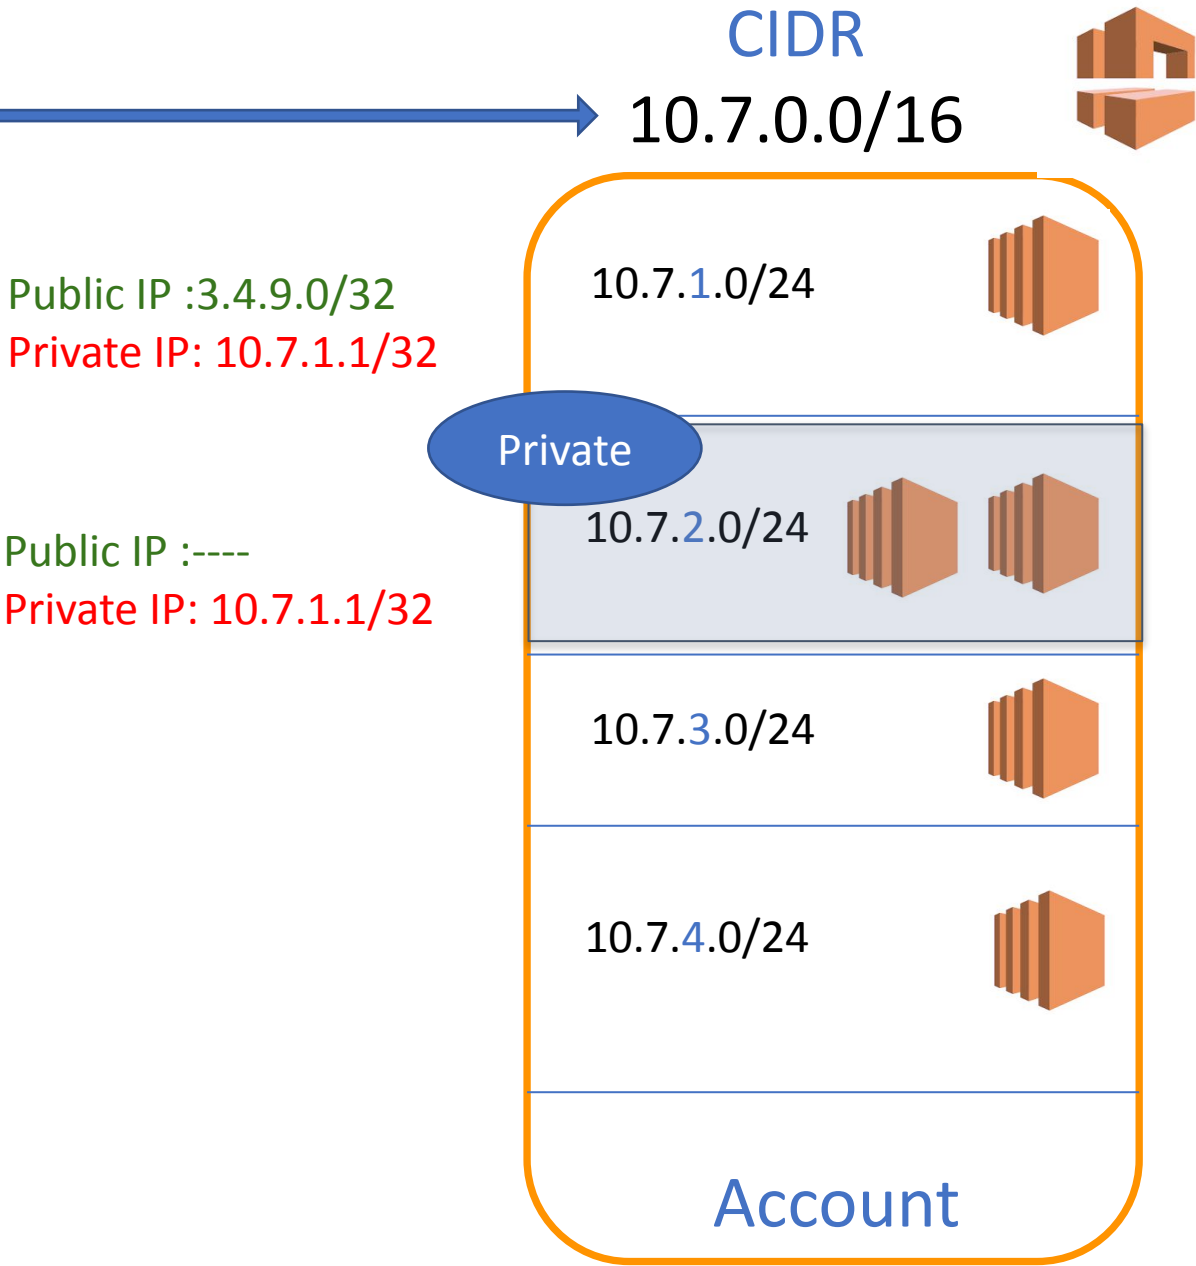 CIDR
10.7.0.0/16
10.7.1.0/24
Public IP :3.4.9.0/32
Private IP: 10.7.1.1/32
Private
10.7.2.0/24
Public IP :----
Private IP: 10.7.1.1/32
10.7.3.0/24
10.7.4.0/24
Account